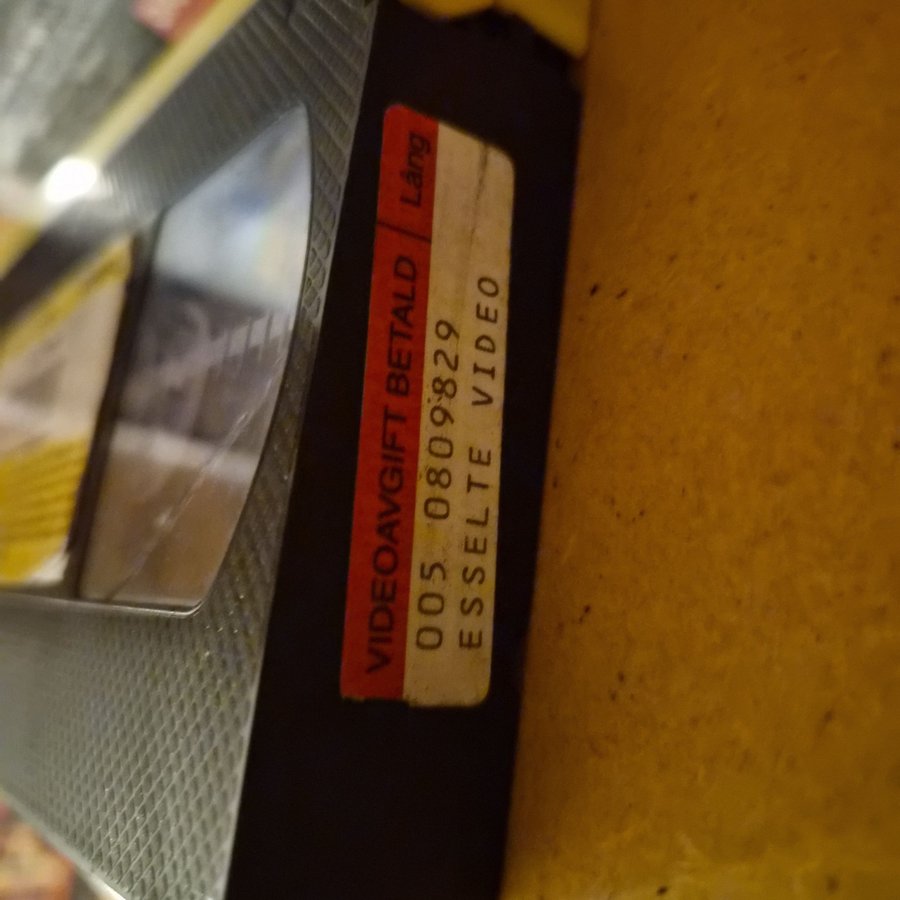 VIDEOAVGIFT BETALD | Lång
005 0809829
ESSELTE VIDEO